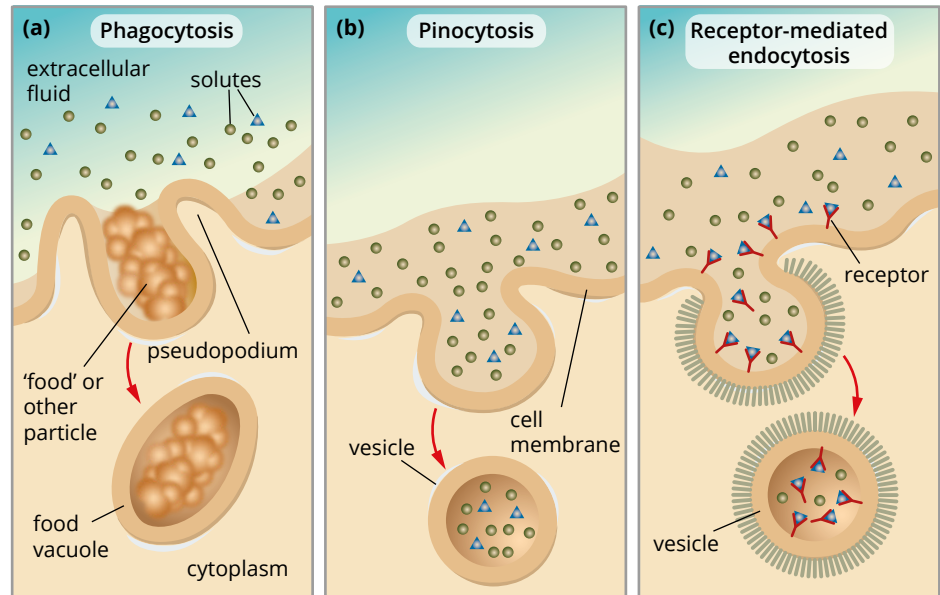 (a) Phagocytosis
extracellular
fluid
solutes
pseudopodium
'food' or
other
particle
food
vacuole
cytoplasm
(b) Pinocytosis
cell
membrane
vesicle
(c) Receptor-mediated
endocytosis
receptor
vesicle